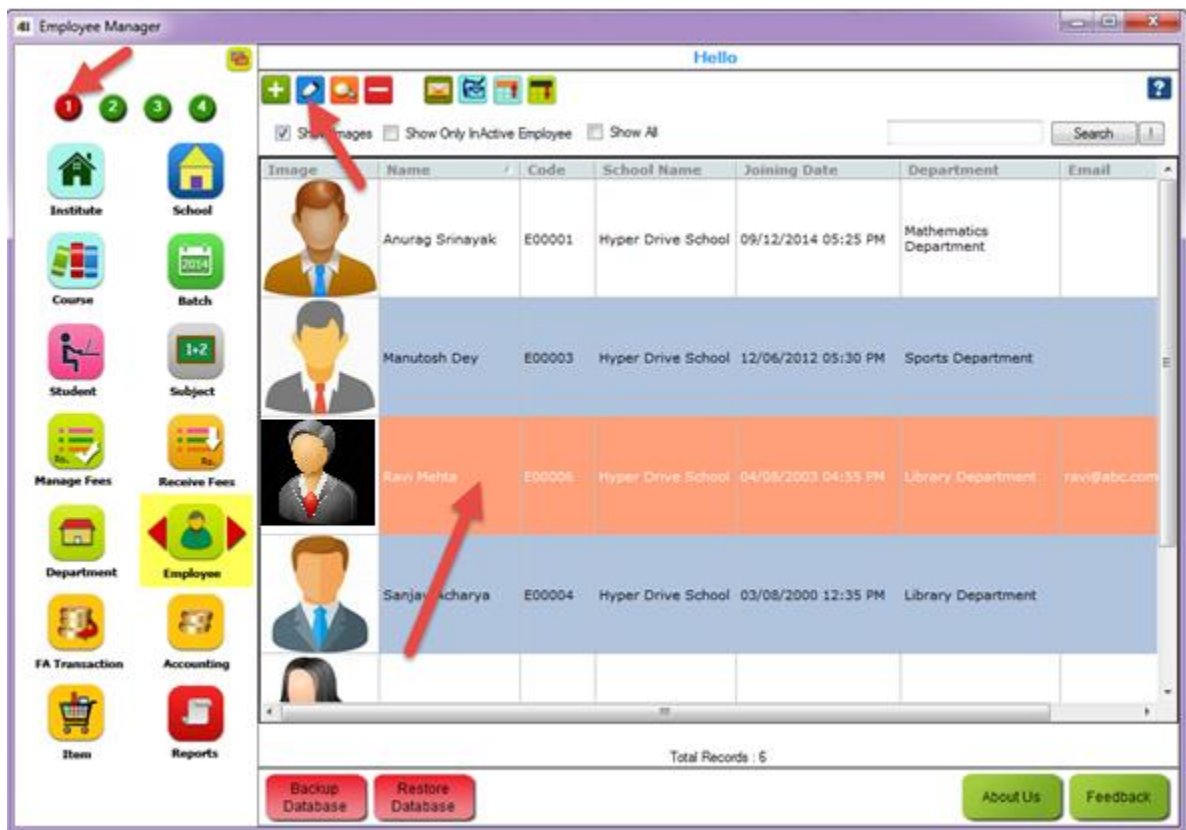 Employee Manager
Hello
1 2 3 4
Show Images Show Only InActive Employee Show All
Search !
?
Image Name Code School Name Joining Date Department Email
Anurag Srinayak E00001 Hyper Drive School 09/12/2014 05:25 PM Mathematics
Department
Manutosh Dey E00003 Hyper Drive School 12/06/2012 05:30 PM Sports Department
Ravi Mehta Hyper Drive School 04:55 PM Library Department ravi@abc.com
Sanjay Acharya E00004 Hyper Drive School 03/08/2000 12:35 PM Library Department
Institute School
2014
Course Batch
1+2
Student Subject
Rs. Rs.
Manage Fees Receive Fees
Department Employee
FA Transaction Accounting
Item Reports
Total Records : 6
Backup
Database
Restore
Database
About Us Feedback